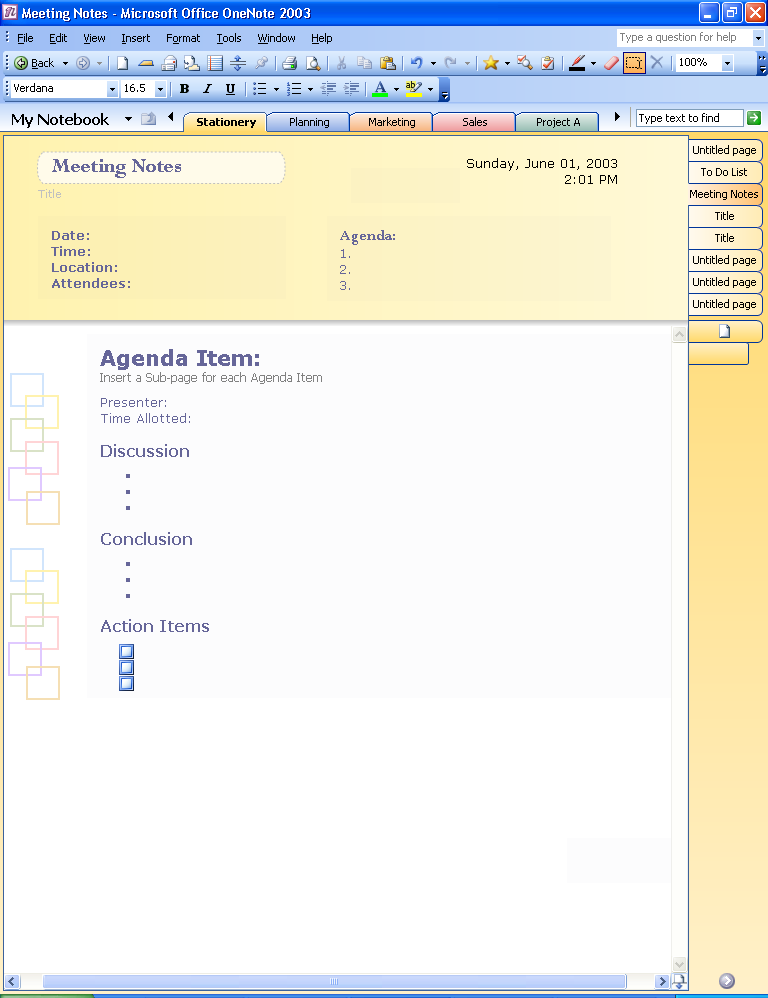 Meeting Notes - Microsoft Office OneNote 2003
File Edit View Insert Format Tools Window Help Type a question for help
Back 100%
Verdana 16.5 B I U A ab
My Notebook Stationery Planning Marketing Sales Project A Type text to find
Meeting Notes
Title
Sunday, June 01, 2003
2:01 PM
Date:
Time:
Location:
Attendees:
Agenda:
1.
2.
3.
Agenda Item:
Insert a Sub-page for each Agenda Item
Presenter:
Time Allotted:
Discussion
Conclusion
Action Items
Untitled page
To Do List
Meeting Notes
Title
Title
Untitled page
Untitled page
Untitled page